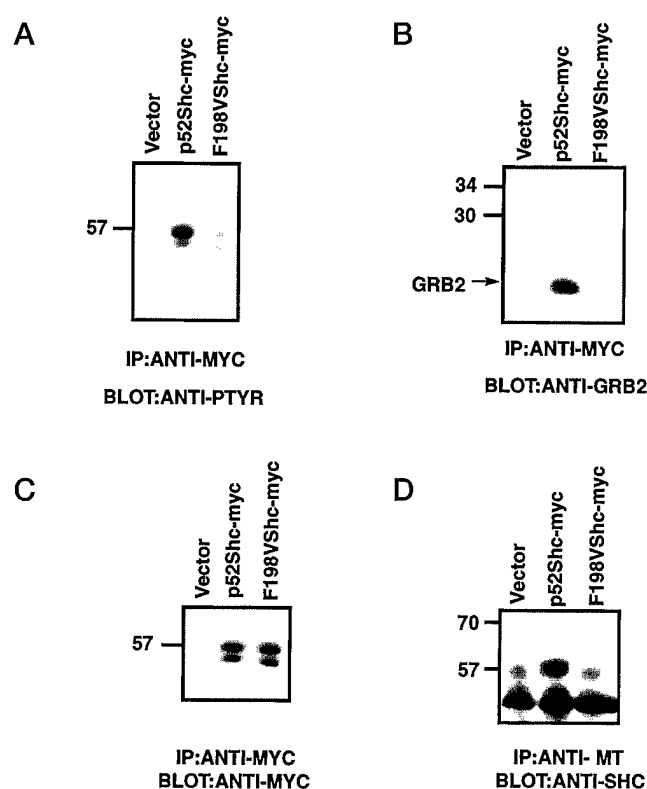 A
Vector
p52Shc-myc
F198VShc-myc
57
IP:ANTI-MYC
BLOT:ANTI-PTYR
B
Vector
p52Shc-myc
F198VShc-myc
34
30
GRB2
IP:ANTI-MYC
BLOT:ANTI-GRB2
C
Vector
p52Shc-myc
F198VShc-myc
57
IP:ANTI-MYC
BLOT:ANTI-MYC
D
Vector
p52Shc-myc
F198VShc-myc
70
57
IP:ANTI- MT
BLOT:ANTI-SHC